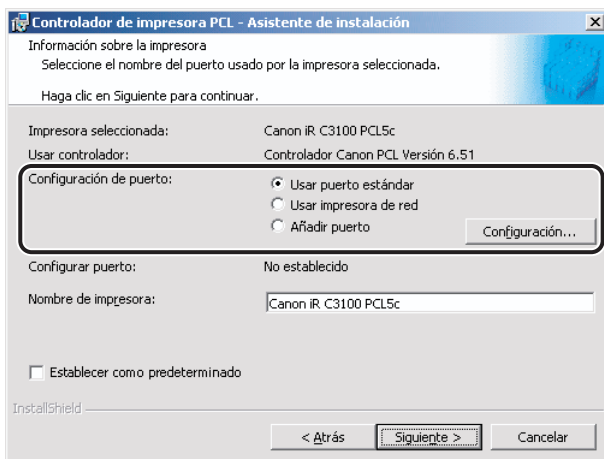 Controlador de impresora PCL - Asistente de instalación
Información sobre la impresora
Seleccione el nombre del puerto usado por la impresora seleccionada.
Haga clic en Siguiente para continuar.
Impresora seleccionada: Canon iR C3100 PCL5c
Usar controlador: Controlador Canon PCL Versión 6.51
Configuración de puerto: Usar puerto estándar
Usar impresora de red
Añadir puerto Configuración...
Configurar puerto: No establecido
Nombre de impresora: Canon iR C3100 PCL5c
Establecer como predeterminado
InstallShield
< Atrás Siguiente > Cancelar